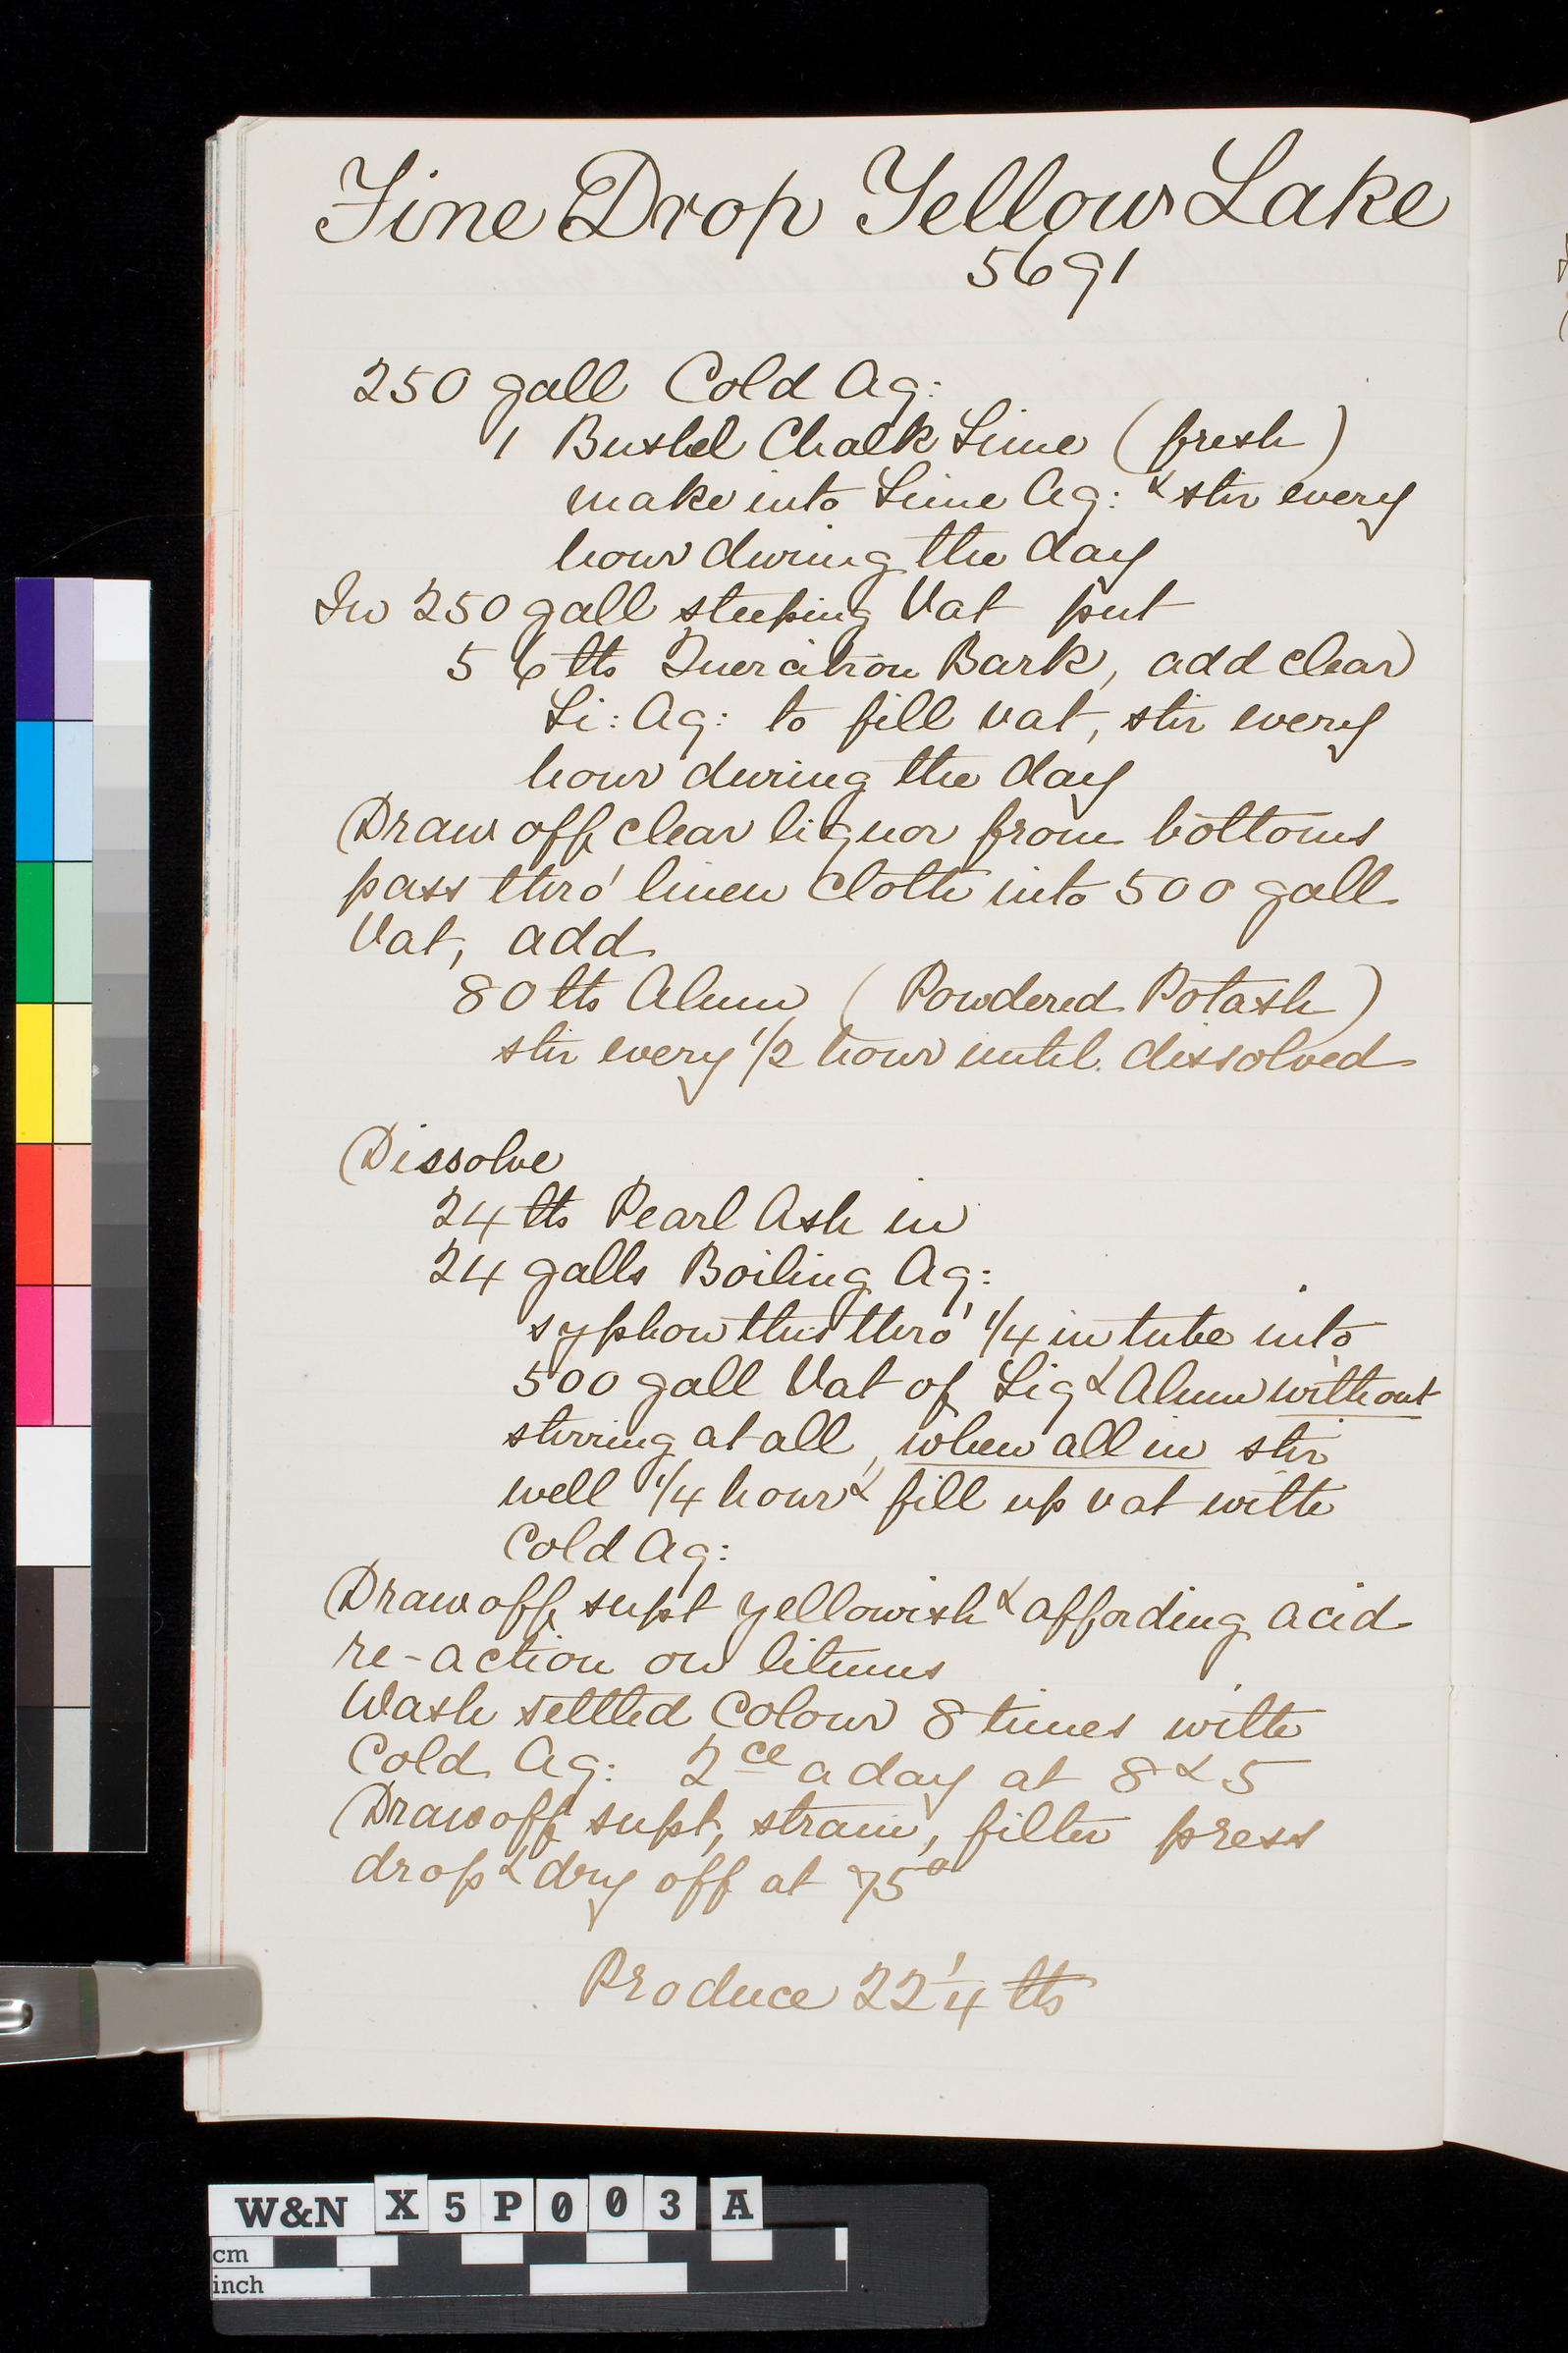 Fine Drop Yellow Lake
5691
250 gall Cold Aq:
1 Bushel Chalk Lime (fresh)
make into Lime Aq: & stir every
hour during the day
In 250 gall steeping Vat put
56 lbs Quercitron Bark, add clear
Li: Aq: to fill vat, stir every
hour during the day
Draw off clear liquor from bottoms
pass thro' linen cloth into 500 gall
Vat, add
80 lbs Alum (Powdered Potash)
stir every 1/2 hour until dissolved
Dissolve
24 lbs Pearl Ash in
24 galls Boiling Aq:
syphon this thro' 1/4 in tube into
500 gall Vat of Liq & Alum without
stirring at all, when all in stir
well 1/4 hour & fill up vat with
Cold Aq:
Draw off supt yellowish & affording acid
re-action on litmus
Wash settled Colour 8 times with
Cold Aq: 2ce a day at 8 & 5
Draw off supt, strain, filter press
drop & dry off at 75°
Produce 22 1/4 lbs
W&N X5P003A
cm
inch